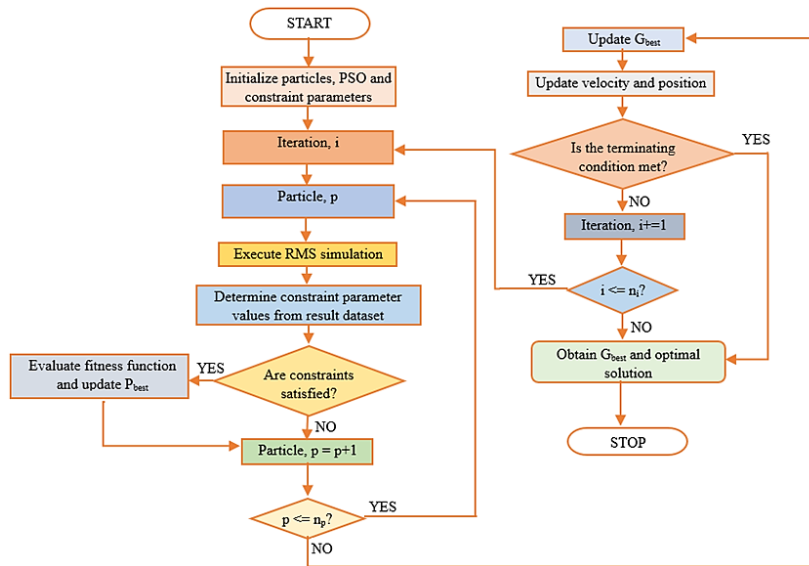 START
Initialize particles, PSO and
constraint parameters
Iteration, i
Particle, p
Execute RMS simulation
Determine constraint parameter
values from result dataset
Are constraints
satisfied?
YES
Evaluate fitness function
and update Pbest
NO
Particle, p = p+1
p <= np?
YES
NO
Update Gbest
Update velocity and position
Is the terminating
condition met?
YES
NO
Iteration, i+=1
i <= ni?
YES
NO
Obtain Gbest and optimal
solution
STOP